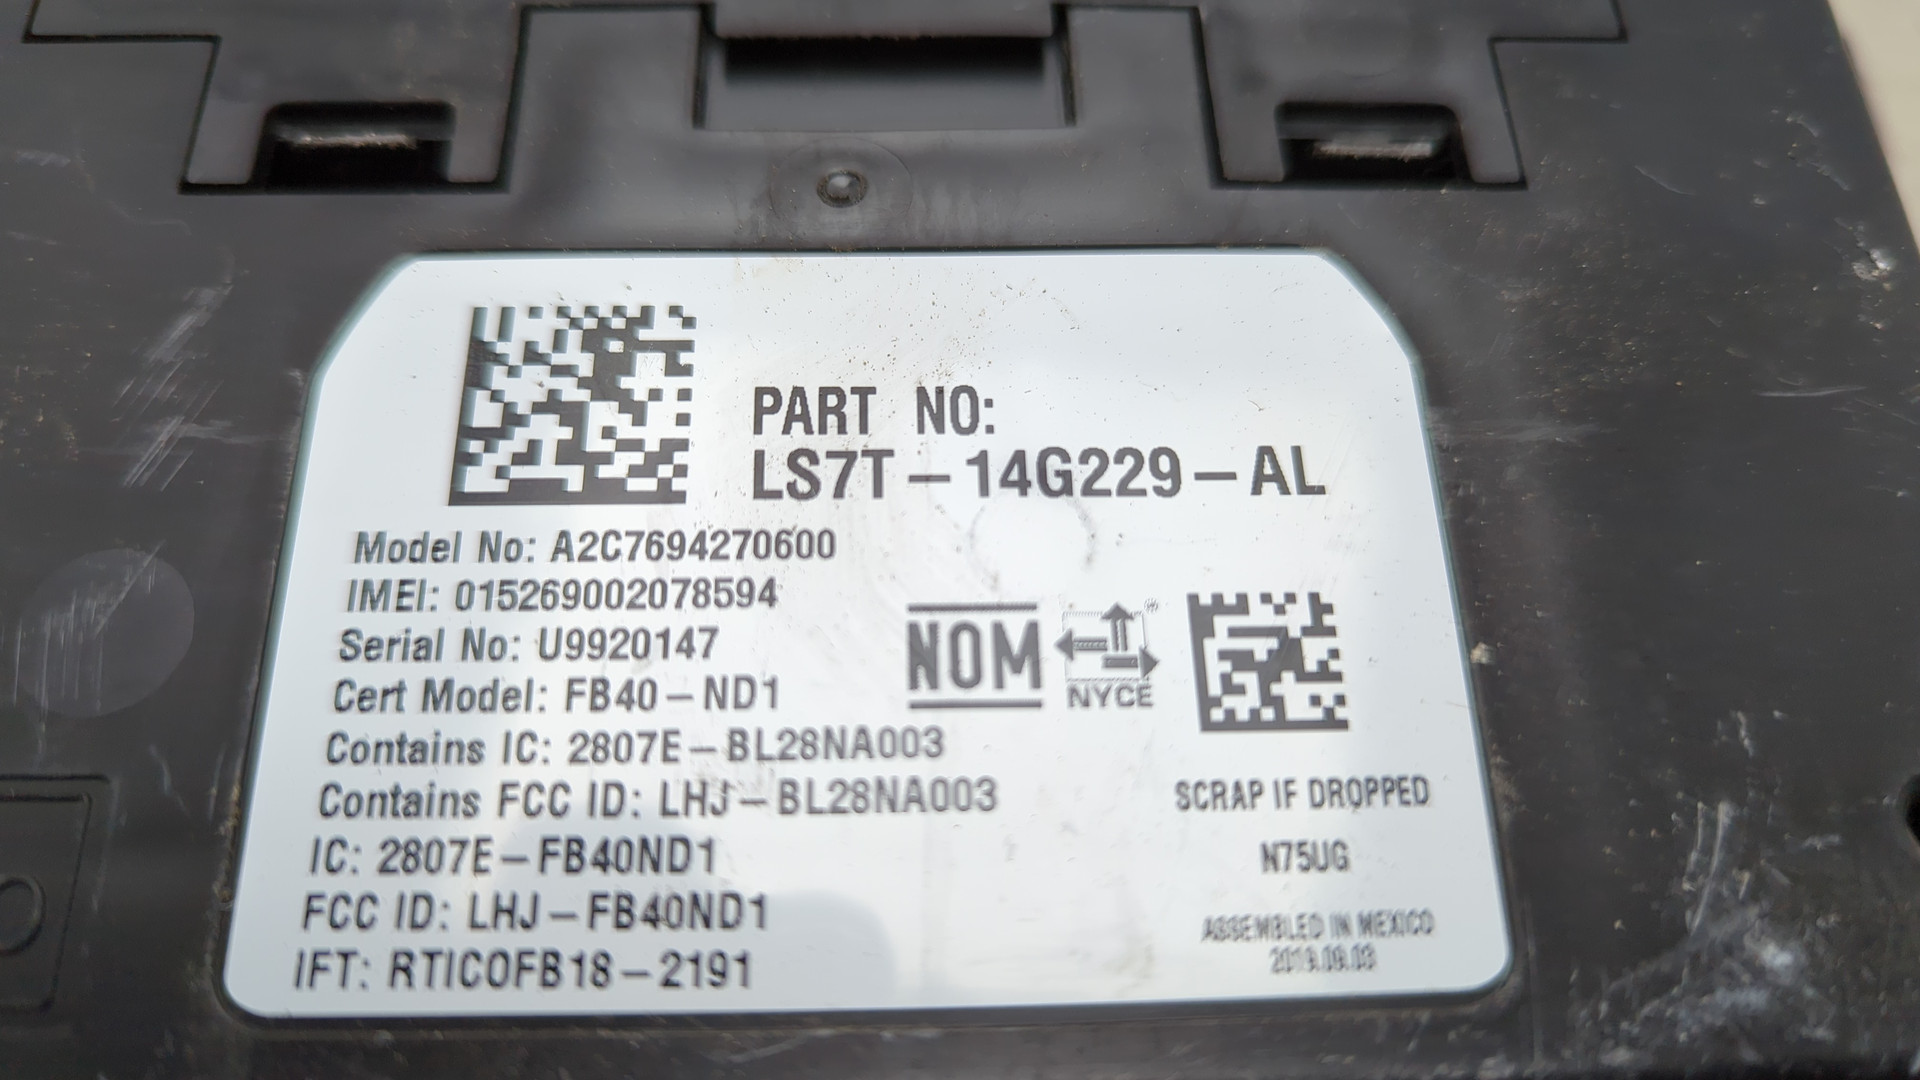 PART NO:
LS7T-14G229-AL
Model No: A2C7694270600
IMEI: 015269002078594
Serial No: U9920147
Cert Model: FB40-ND1
NOM
NYCE
Contains IC: 2807E-BL28NA003
Contains FCC ID: LHJ-BL28NA003
IC: 2807E-FB40ND1
FCC ID: LHJ-FB40ND1
IFT: RTICOFB18-2191
SCRAP IF DROPPED
N75UG
ASSEMBLED IN MEXICO